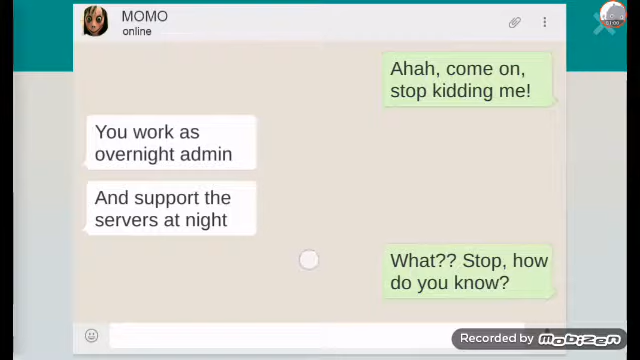 MOMO
online
Ahah, come on,
stop kidding me!
You work as
overnight admin
And support the
servers at night
What?? Stop, how
do you know?
Recorded by mobizen